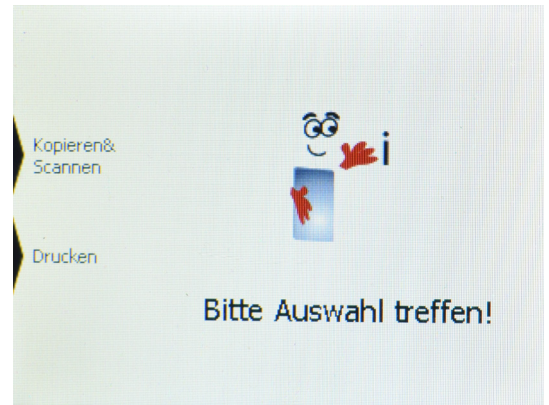 Kopieren&
Scannen
i
Drucken
Bitte Auswahl treffen!